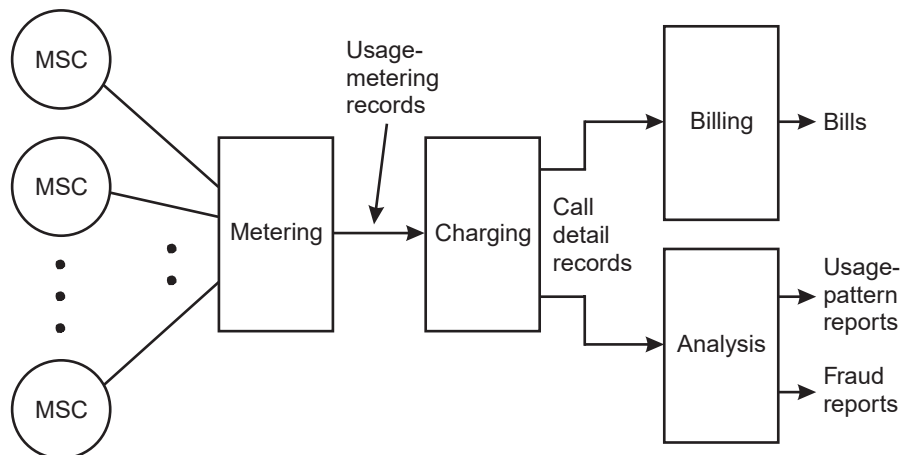 MSC
MSC
MSC
Usage-
metering
records
Metering
Charging
Call
detail
records
Billing
Bills
Analysis
Usage-
pattern
reports
Fraud
reports